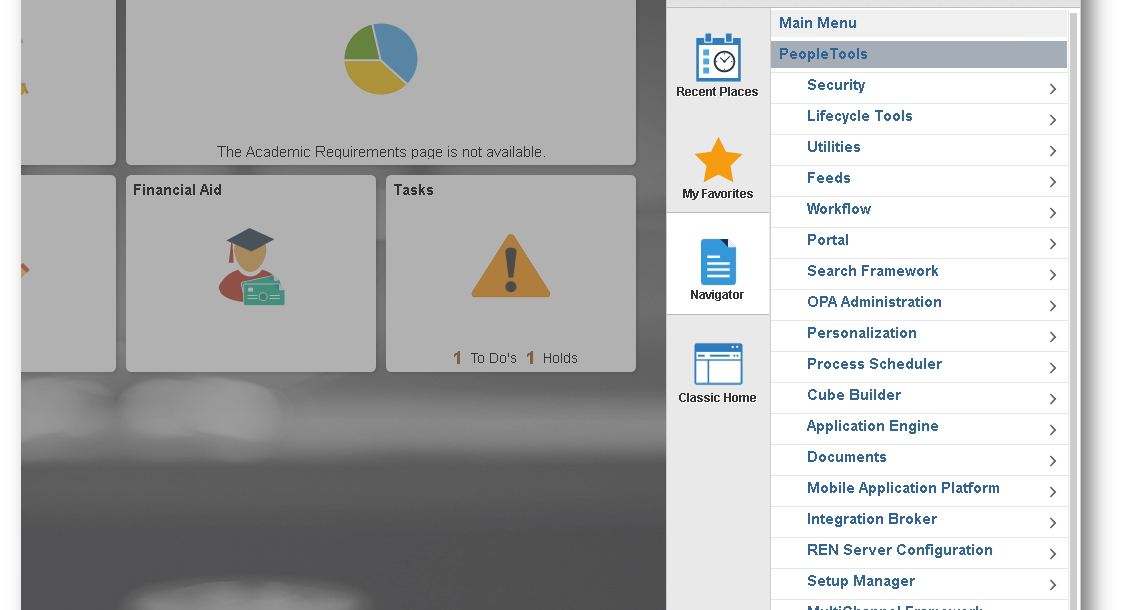 The Academic Requirements page is not available.
Financial Aid
Tasks
1 To Do's 1 Holds
Recent Places
My Favorites
Navigator
Classic Home
Main Menu
PeopleTools
Security
Lifecycle Tools
Utilities
Feeds
Workflow
Portal
Search Framework
OPA Administration
Personalization
Process Scheduler
Cube Builder
Application Engine
Documents
Mobile Application Platform
Integration Broker
REN Server Configuration
Setup Manager
MultiChannel Framework